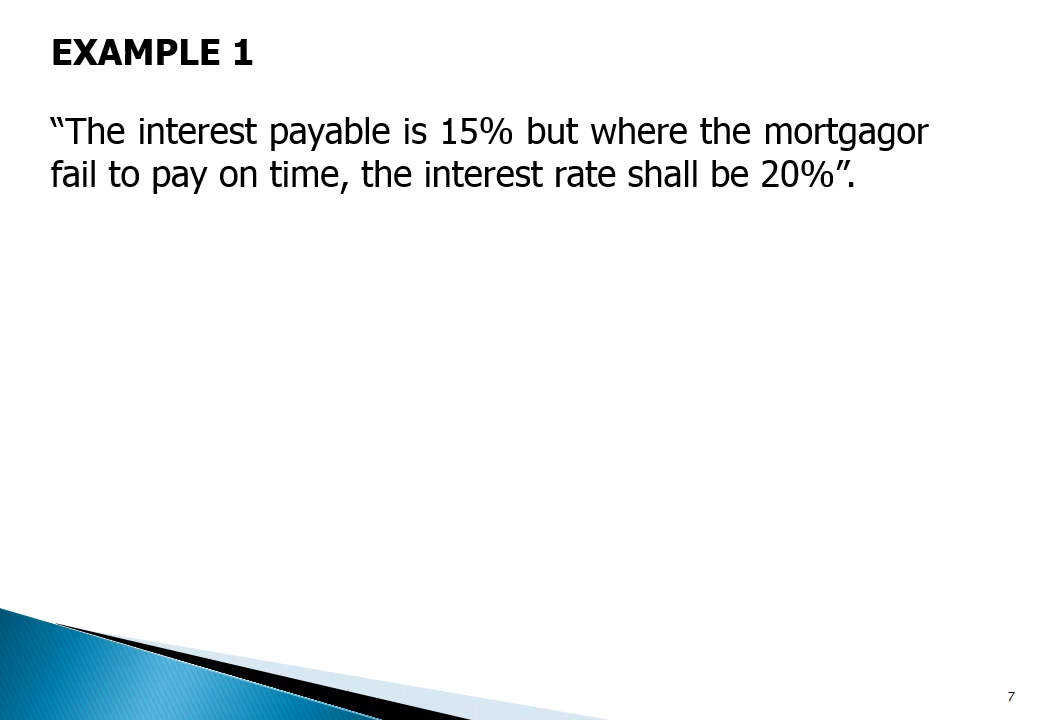 EXAMPLE 1
“The interest payable is 15% but where the mortgagor
fail to pay on time, the interest rate shall be 20%”.
7